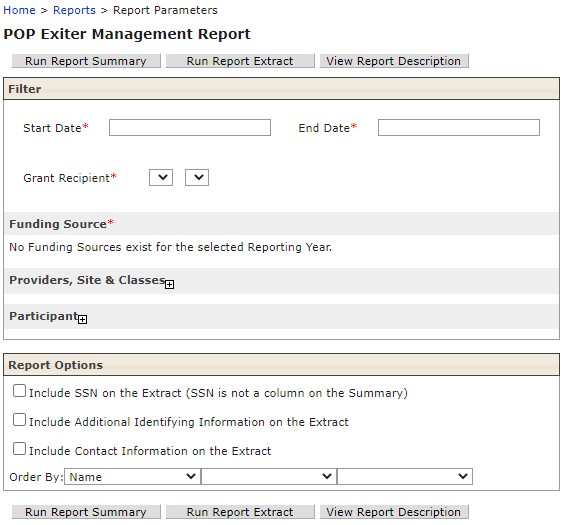 Home > Reports > Report Parameters
POP Exiter Management Report
Run Report Summary Run Report Extract View Report Description
Filter
Start Date* End Date*
Grant Recipient*
Funding Source*
No Funding Sources exist for the selected Reporting Year.
Providers, Site & Classes
Participant
Report Options
Include SSN on the Extract (SSN is not a column on the Summary)
Include Additional Identifying Information on the Extract
Include Contact Information on the Extract
Order By: Name
Run Report Summary Run Report Extract View Report Description